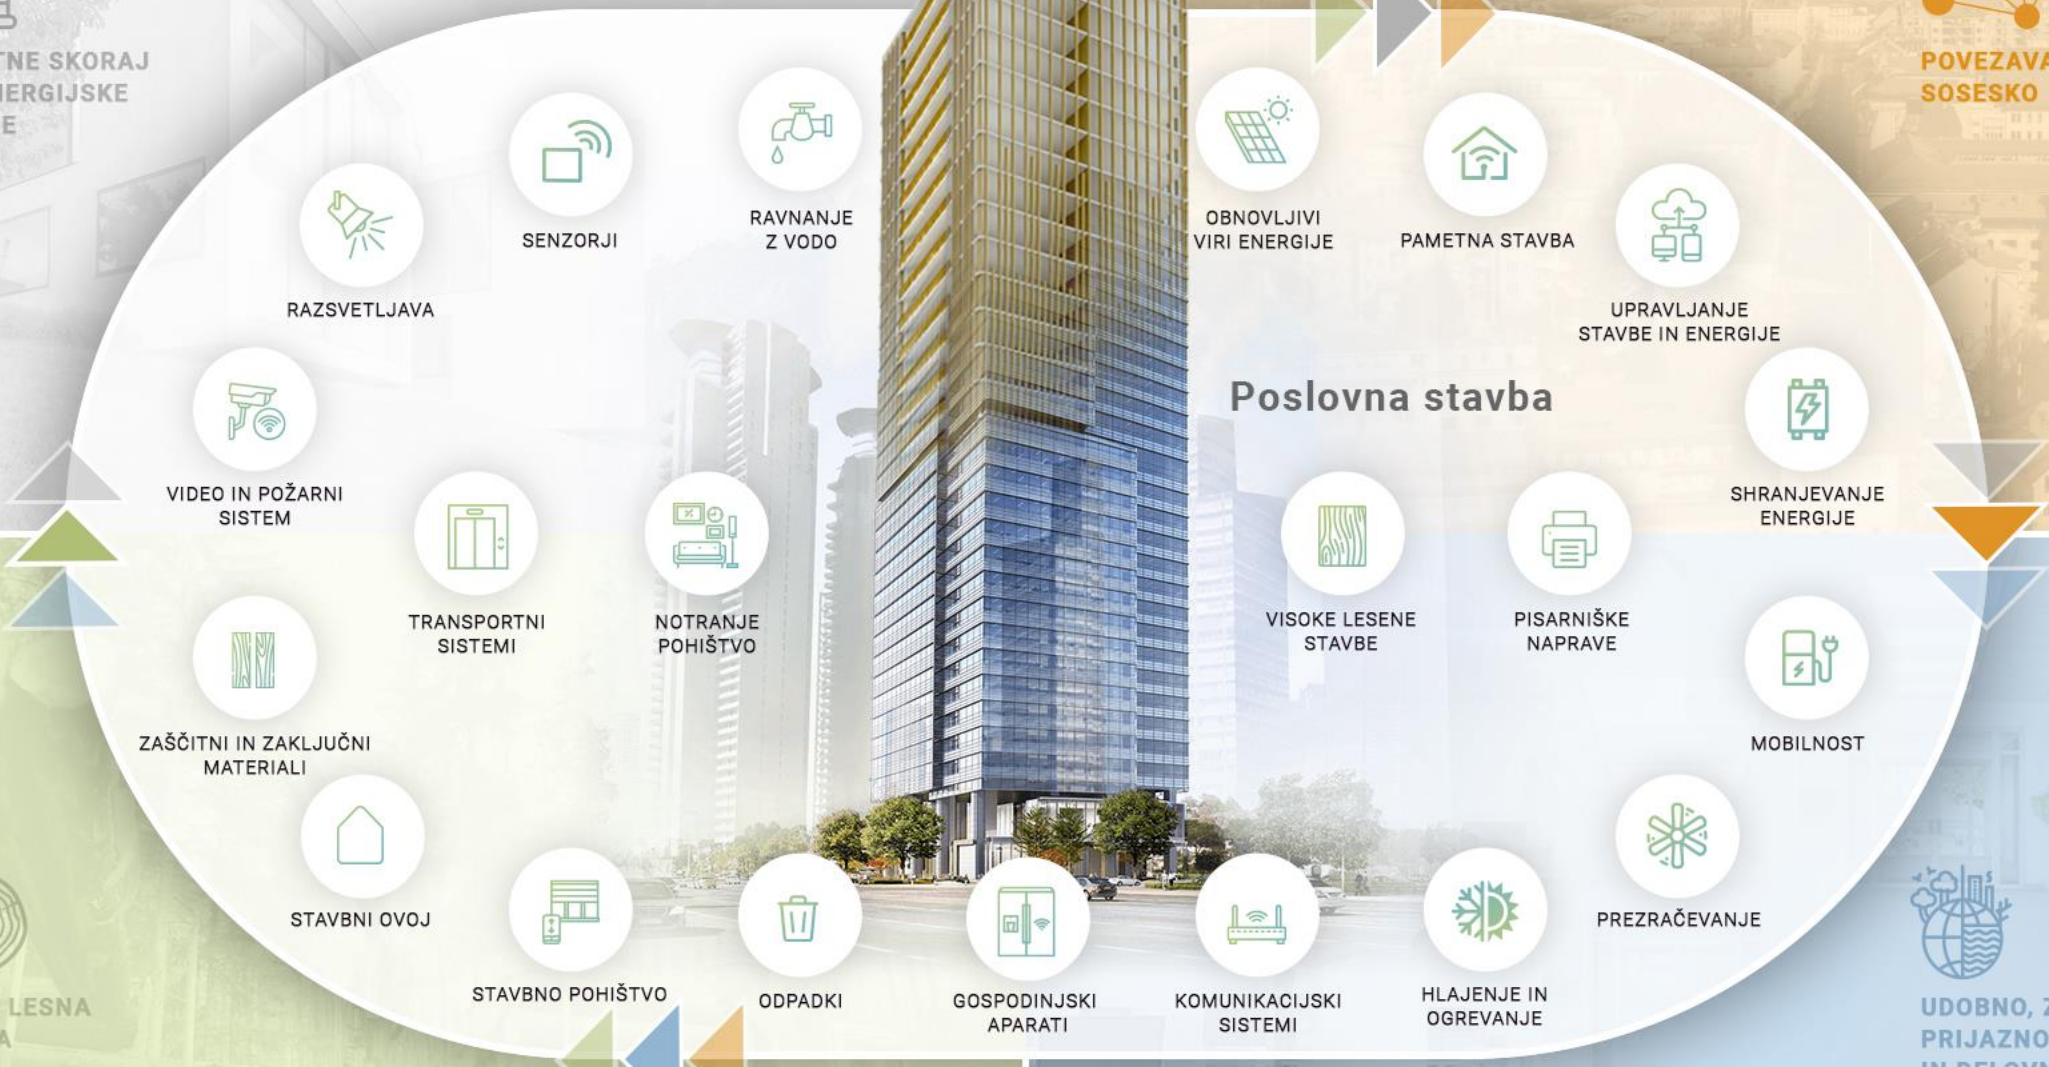 TNE SKORAJ
POVEZAVA
SOSESKO
RAVNANJE
Z VODO
OBNOVLJIVI
VIRI ENERGIJE
SENZORJI
PAMETNA STAVBA
RAZSVETLJAVA
UPRAVLJANJE
STAVBE IN ENERGIJE
Poslovna stavba
VIDEO IN POŽARNI
SISTEM
SHRANJEVANJE
ENERGIJE
TRANSPORTNI
SISTEMI
NOTRANJE
POHIŠTVO
VISOKE LESENE
STAVBE
PISARNIŠKE
NAPRAVE
ZAŠČITNI IN ZAKLJUČNI
MATERIALI
MOBILNOST
STAVBNI OVOJ
PREZRAČEVANJE
STAVBNO POHIŠTVO
ODPADKI
GOSPODINJSKI
APARATI
KOMUNIKACIJSKI
SISTEMI
HLAJENJE IN
OGREVANJE
LESNA
UDOBNO,
PRIJAZNO